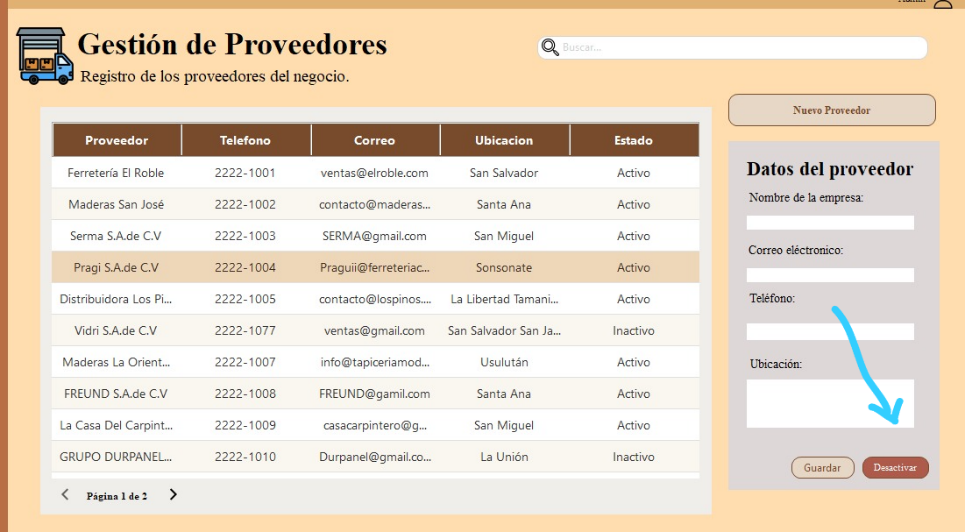 Admin
Gestión de Proveedores
Buscar...
Registro de los proveedores del negocio.
Nuevo Proveedor
Proveedor Telefono Correo Ubicacion Estado
Ferretería El Roble 2222-1001 ventas@elroble.com San Salvador Activo
Maderas San José 2222-1002 contacto@maderas... Santa Ana Activo
Serma S.A.de C.V 2222-1003 SERMA@gmail.com San Miguel Activo
Pragi S.A.de C.V 2222-1004 Praguii@ferreteriac... Sonsonate Activo
Distribuidora Los Pi... 2222-1005 contacto@lospinos.... La Libertad Tamani... Activo
Vidri S.A.de C.V 2222-1077 ventas@gmail.com San Salvador San Ja... Inactivo
Maderas La Orient... 2222-1007 info@tapiceriamod... Usulután Activo
FREUND S.A.de C.V 2222-1008 FREUND@gamil.com Santa Ana Activo
La Casa Del Carpint... 2222-1009 casacarpintero@g... San Miguel Activo
GRUPO DURPANEL... 2222-1010 Durpanel@gmail.co... La Unión Inactivo
Página 1 de 2
Datos del proveedor
Nombre de la empresa:
Correo eléctronico:
Teléfono:
Ubicación:
Guardar Desactivar